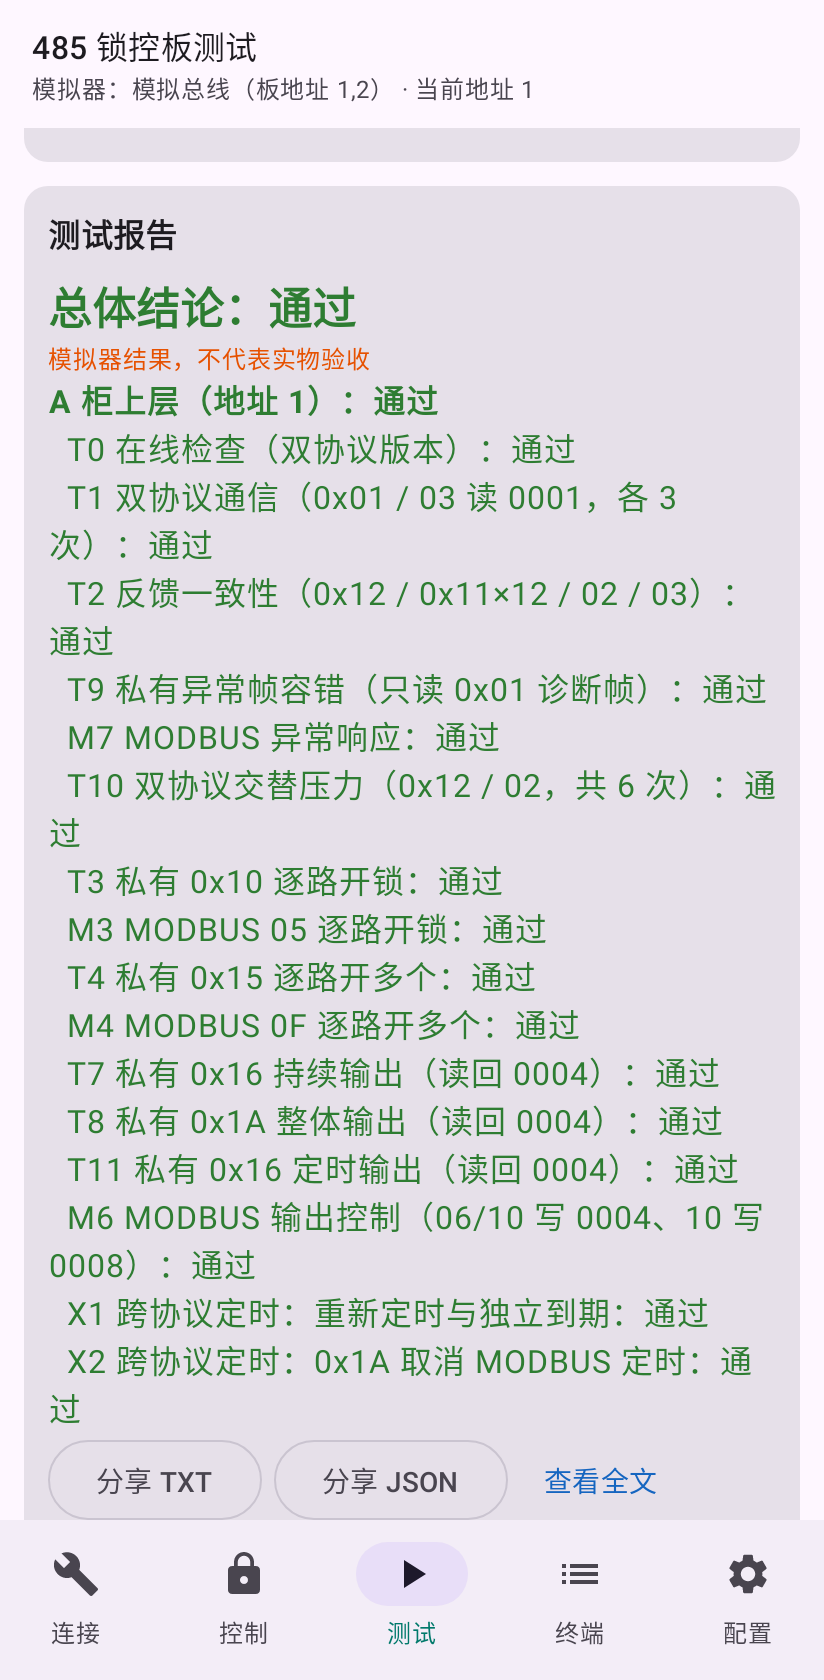 485 锁控板测试
模拟器：模拟总线（板地址 1,2） · 当前地址 1
测试报告
总体结论：通过
模拟器结果，不代表实物验收
A 柜上层（地址 1）：通过
T0 在线检查（双协议版本）：通过
T1 双协议通信（0x01 / 03 读 0001，各 3
次）：通过
T2 反馈一致性（0x12 / 0x11×12 / 02 / 03）：
通过
T9 私有异常帧容错（只读 0x01 诊断帧）：通过
M7 MODBUS 异常响应：通过
T10 双协议交替压力（0x12 / 02，共 6 次）：通
过
T3 私有 0x10 逐路开锁：通过
M3 MODBUS 05 逐路开锁：通过
T4 私有 0x15 逐路开多个：通过
M4 MODBUS 0F 逐路开多个：通过
T7 私有 0x16 持续输出（读回 0004）：通过
T8 私有 0x1A 整体输出（读回 0004）：通过
T11 私有 0x16 定时输出（读回 0004）：通过
M6 MODBUS 输出控制（06/10 写 0004、10 写
0008）：通过
X1 跨协议定时：重新定时与独立到期：通过
X2 跨协议定时：0x1A 取消 MODBUS 定时：通
过
分享 TXT
分享 JSON
查看全文
连接
控制
测试
终端
配置